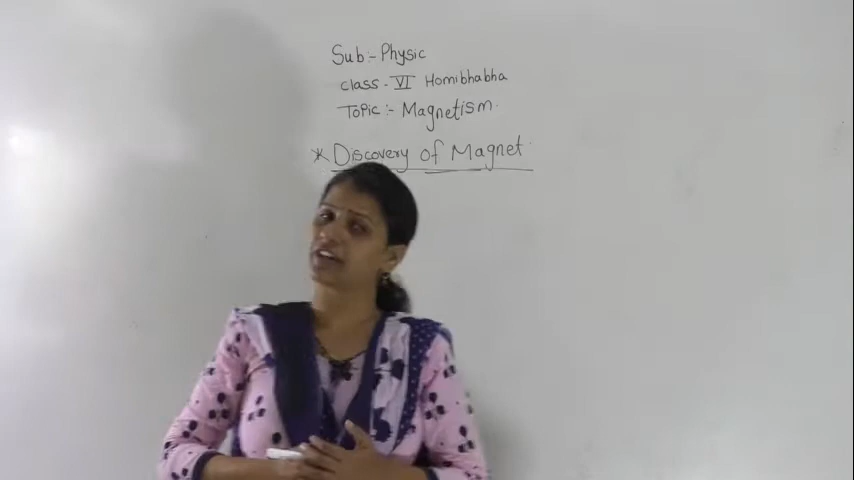 Sub:- Physic
class - VI Homibhabha
Topic :- Magnetism.
* Discovery of Magnet